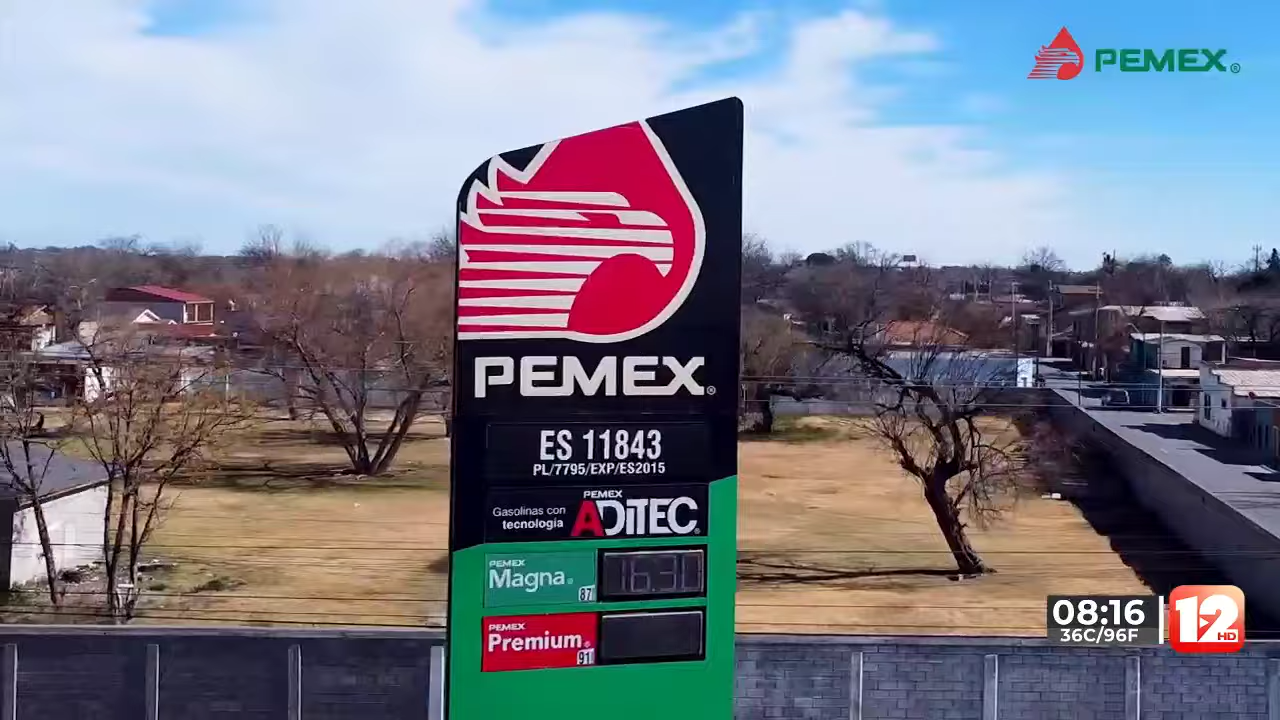 PEMEX®
PEMEX®
ES 11843
PL/7795/EXP/ES2015
Gasolinas con
tecnología
PEMEX
ADITEC®
PEMEX
Magna®
87
16.30
PEMEX
Premium®
91
08:16
36C/96F
12
HD